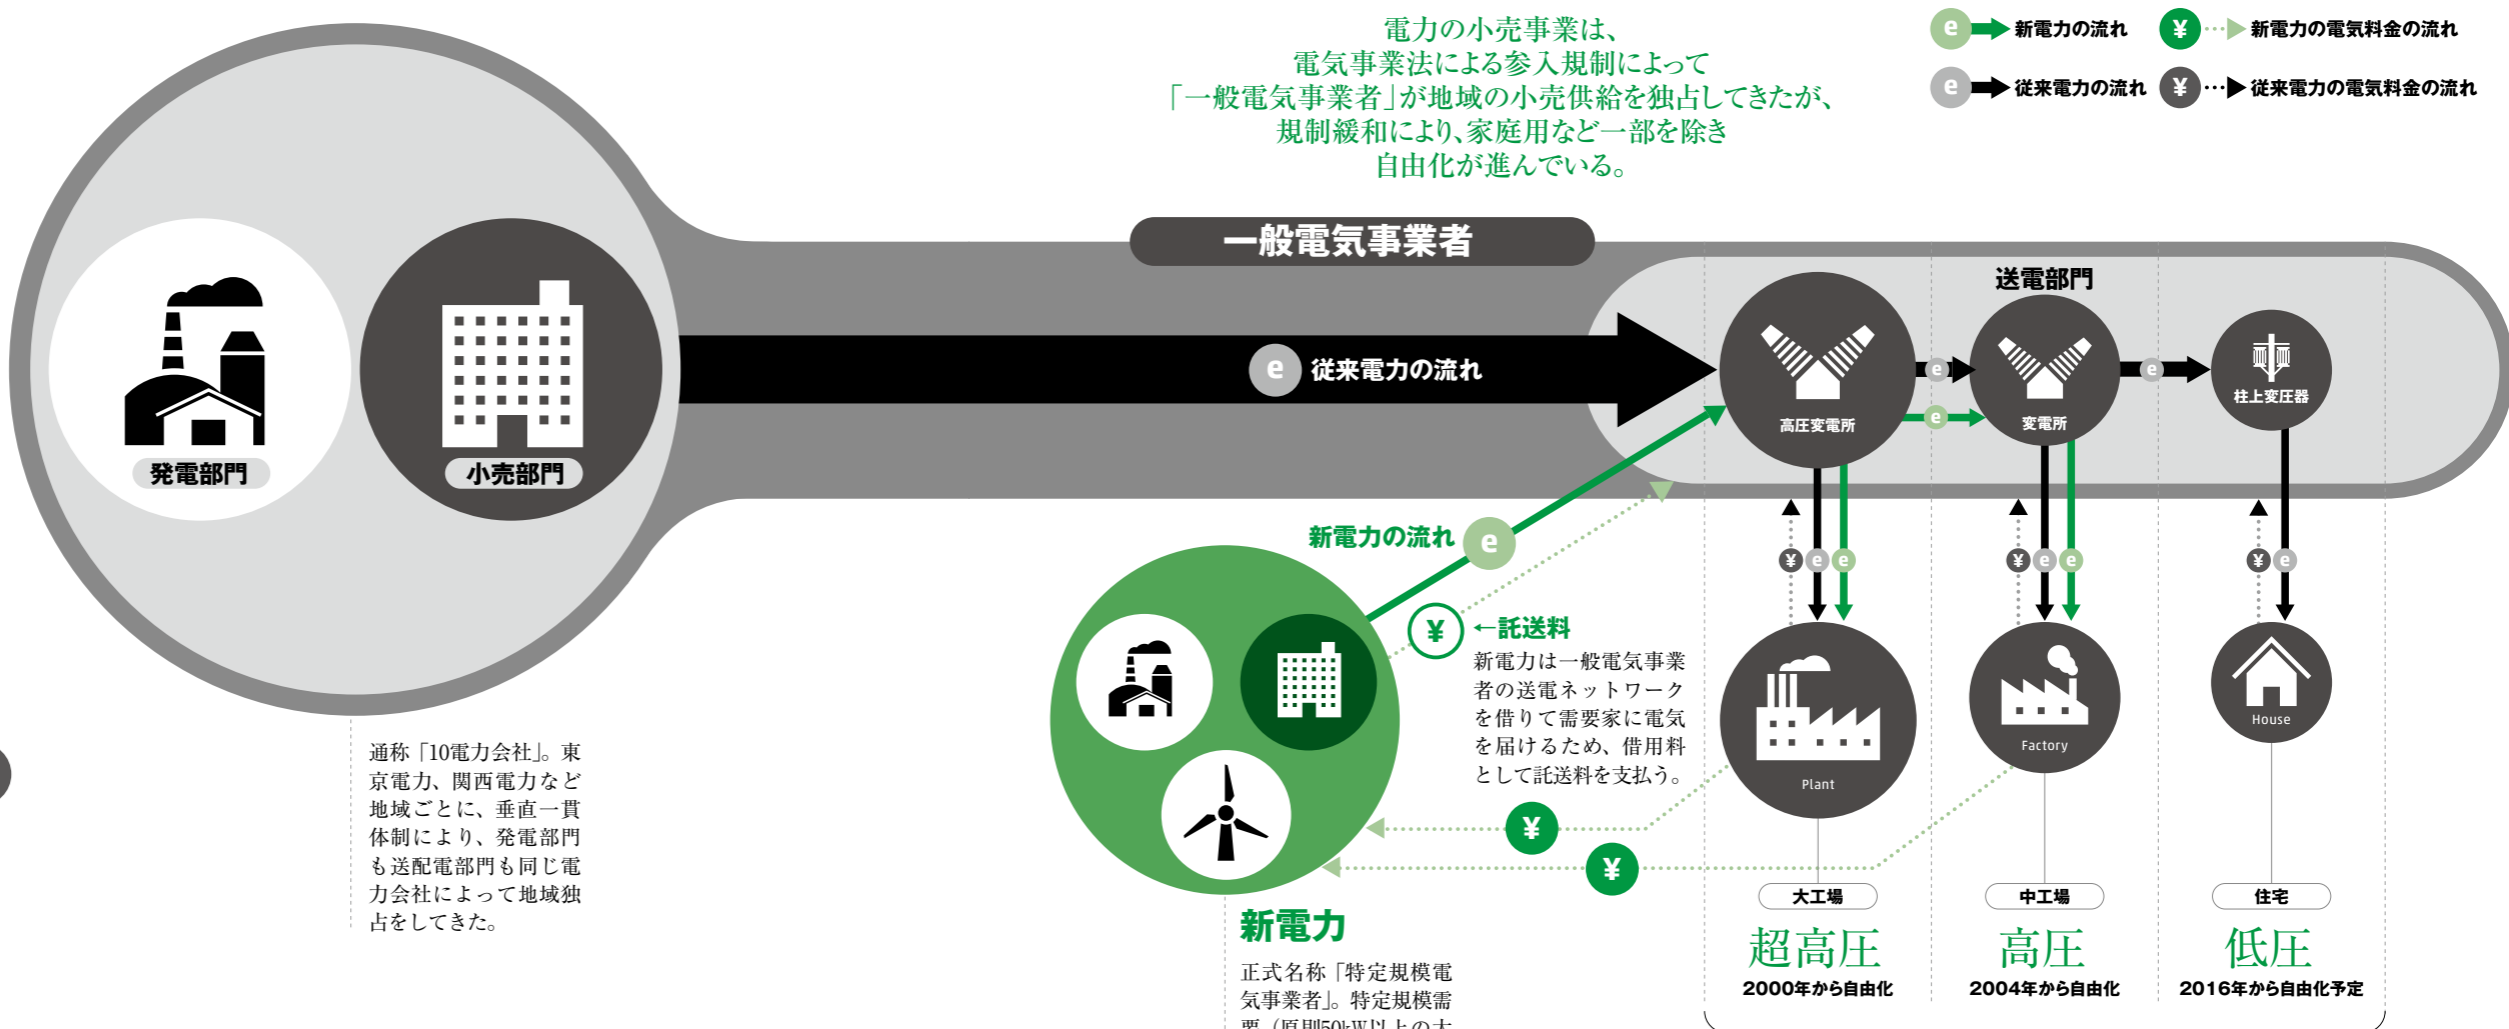 電力の小売事業は、
電気事業法による参入規制によって
「一般電気事業者」が地域の小売供給を独占してきたが、
規制緩和により、家庭用など一部を除き
自由化が進んでいる。
e 新電力の流れ
¥ 新電力の電気料金の流れ
e 従来電力の流れ
¥ 従来電力の電気料金の流れ
一般電気事業者
送電部門
発電部門
小売部門
e 従来電力の流れ
高圧変電所
e
e
変電所
e
柱上変圧器
新電力の流れ e
¥ e e
¥ e e
¥ e
¥ ←託送料
新電力は一般電気事業
者の送電ネットワーク
を借りて需要家に電気
を届けるため、借用料
として託送料を支払う。
Plant
Factory
House
¥
¥
通称「10電力会社」。東
京電力、関西電力など
地域ごとに、垂直一貫
体制により、発電部門
も送配電部門も同じ電
力会社によって地域独
占をしてきた。
新電力
正式名称「特定規模電
気事業者」。特定規模需
要（原則50kW以上の大
大工場
超高圧
2000年から自由化
中工場
高圧
2004年から自由化
住宅
低圧
2016年から自由化予定